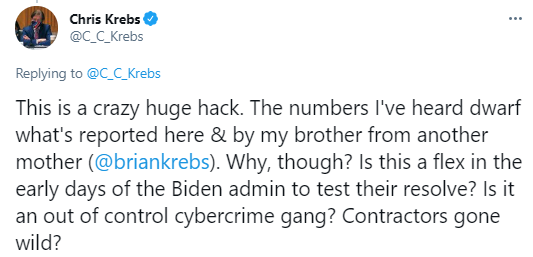 Chris Krebs
@C_C_Krebs
Replying to @C_C_Krebs
This is a crazy huge hack. The numbers I've heard dwarf
what's reported here & by my brother from another
mother (@briankrebs). Why, though? Is this a flex in the
early days of the Biden admin to test their resolve? Is it
an out of control cybercrime gang? Contractors gone
wild?